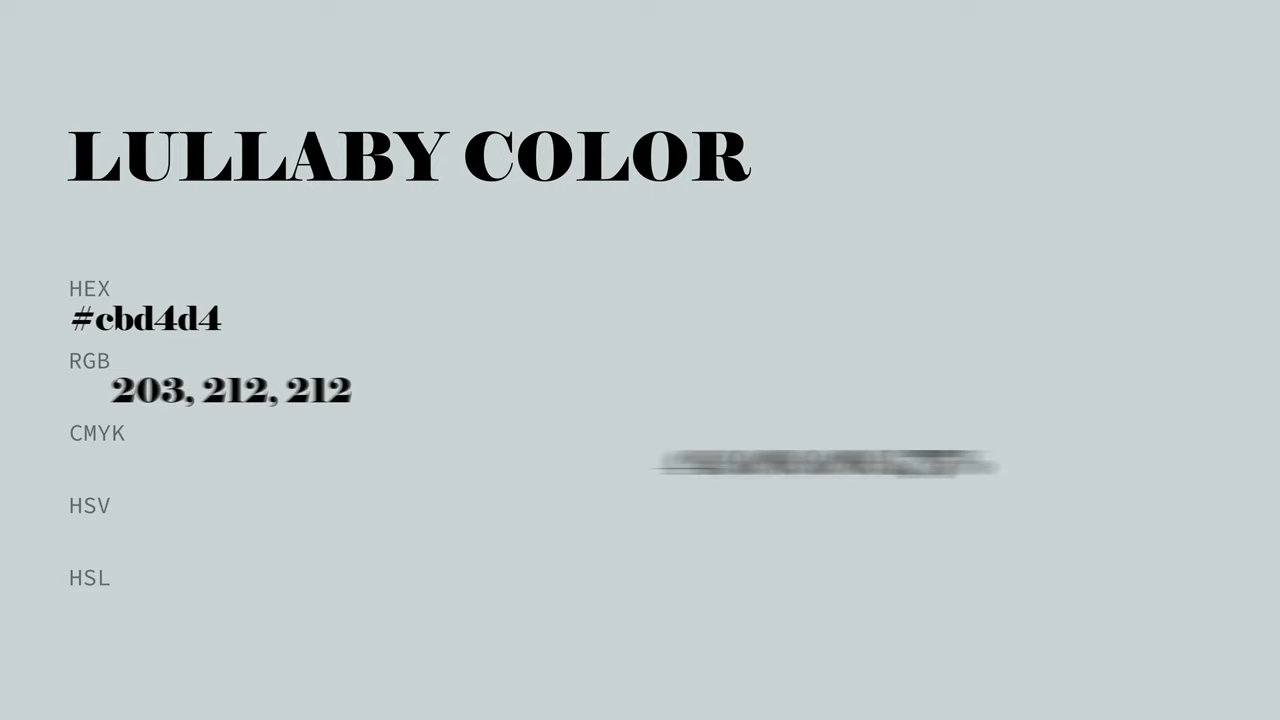 LULLABY COLOR
HEX
#cbd4d4
RGB
203, 212, 212
CMYK
HSV
HSL